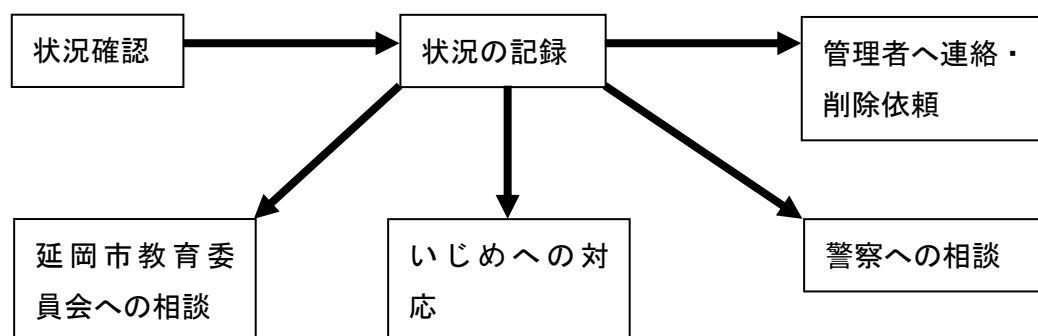 状況確認
状況の記録
管理者へ連絡・
削除依頼
延岡市教育委
員会への相談
いじめへの対
応
警察への相談